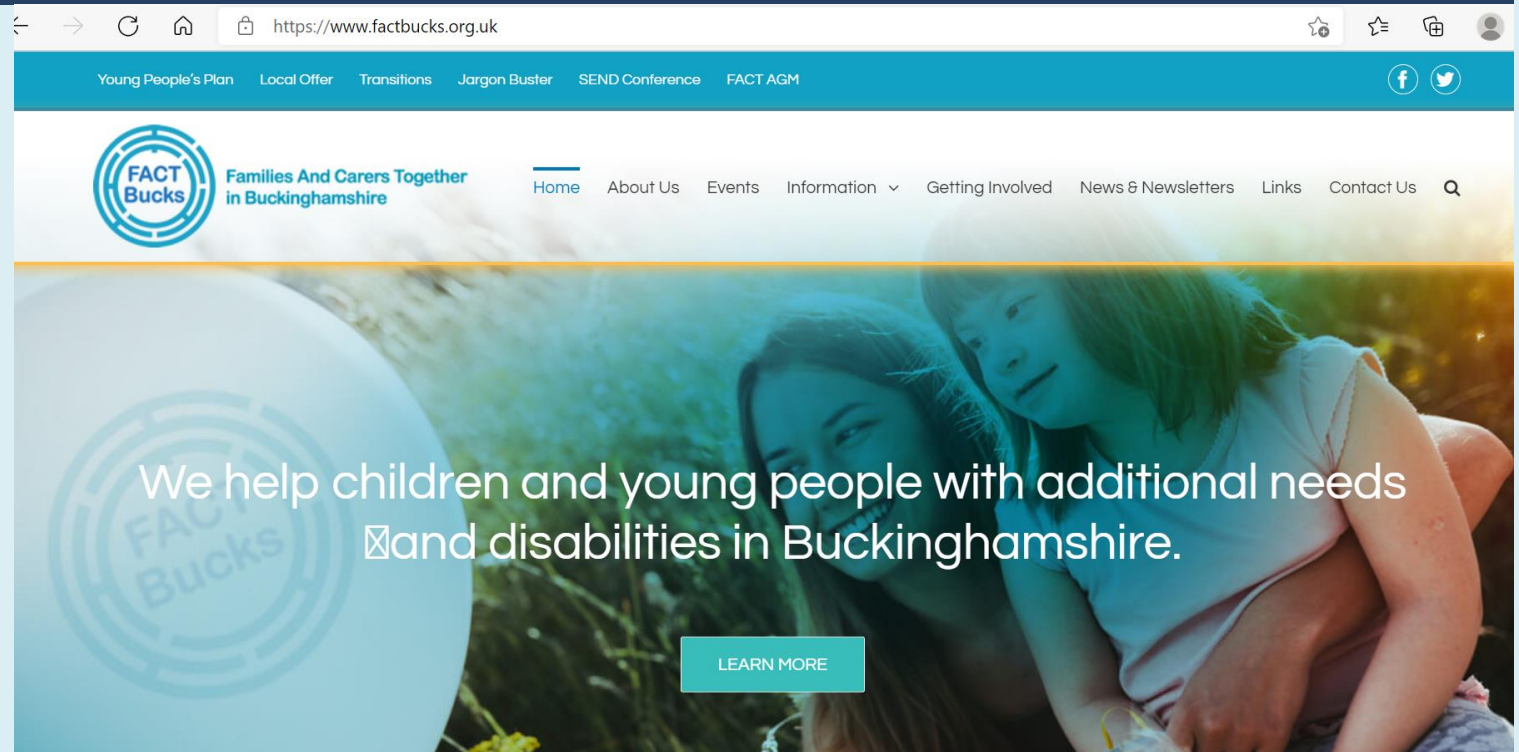 https://www.factbucks.org.uk
Young People's Plan Local Offer Transitions Jargon Buster SEND Conference FACT AGM
FACT
Bucks
Families And Carers Together
in Buckinghamshire
Home About Us Events Information Getting Involved News & Newsletters Links Contact Us
FACT
Bucks
We help children and young people with additional needs
and disabilities in Buckinghamshire.
LEARN MORE